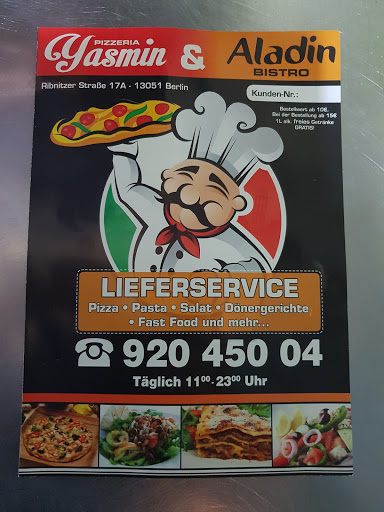 PIZZERIA
Yasmin & Aladin
BISTRO
Ribnitzer Straße 17A - 13051 Berlin
Kunden-Nr.:
Bestellwert ab 10€.
Bei der Bestellung ab 15€
1L alk. freies Getränke
GRATIS!
LIEFERSERVICE
Pizza • Pasta • Salat • Dönergerichte
• Fast Food und mehr...
☎ 920 450 04
Täglich 11⁰⁰-23⁰⁰ Uhr